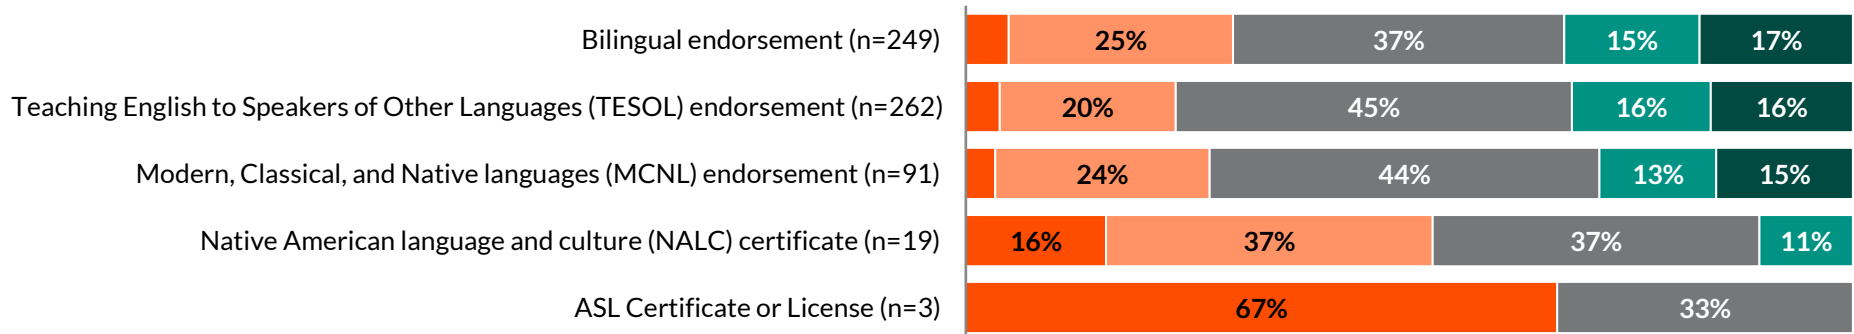 Bilingual endorsement (n=249) 25% 37% 15% 17%
Teaching English to Speakers of Other Languages (TESOL) endorsement (n=262) 20% 45% 16% 16%
Modern, Classical, and Native languages (MCNL) endorsement (n=91) 24% 44% 13% 15%
Native American language and culture (NALC) certificate (n=19) 16% 37% 37% 11%
ASL Certificate or License (n=3) 67% 33%